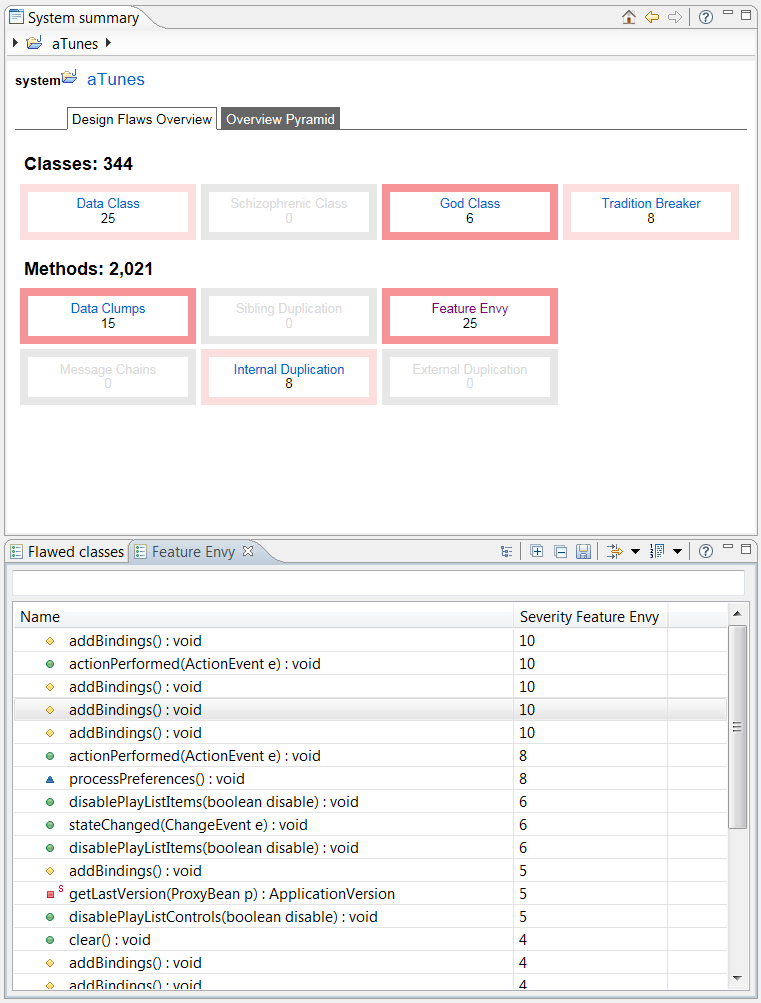 System summary
aTunes
system aTunes
Design Flaws Overview Overview Pyramid
Classes: 344
Data Class Schizophrenic Class God Class Tradition Breaker
25 0 6 8
Methods: 2,021
Data Clumps Sibling Duplication Feature Envy
15 0 25
Message Chains Internal Duplication External Duplication
0 8 0
Flawed classes Feature Envy
Name Severity Feature Envy
addBindings() : void 10
actionPerformed(ActionEvent e) : void 10
addBindings() : void 10
addBindings() : void 10
addBindings() : void 10
actionPerformed(ActionEvent e) : void 8
processPreferences() : void 8
disablePlayListItems(boolean disable) : void 6
stateChanged(ChangeEvent e) : void 6
disablePlayListItems(boolean disable) : void 6
addBindings() : void 5
S getLastVersion(ProxyBean p) : ApplicationVersion 5
disablePlayListControls(boolean disable) : void 5
clear() : void 4
addBindings() : void 4
addBindings() : void 4